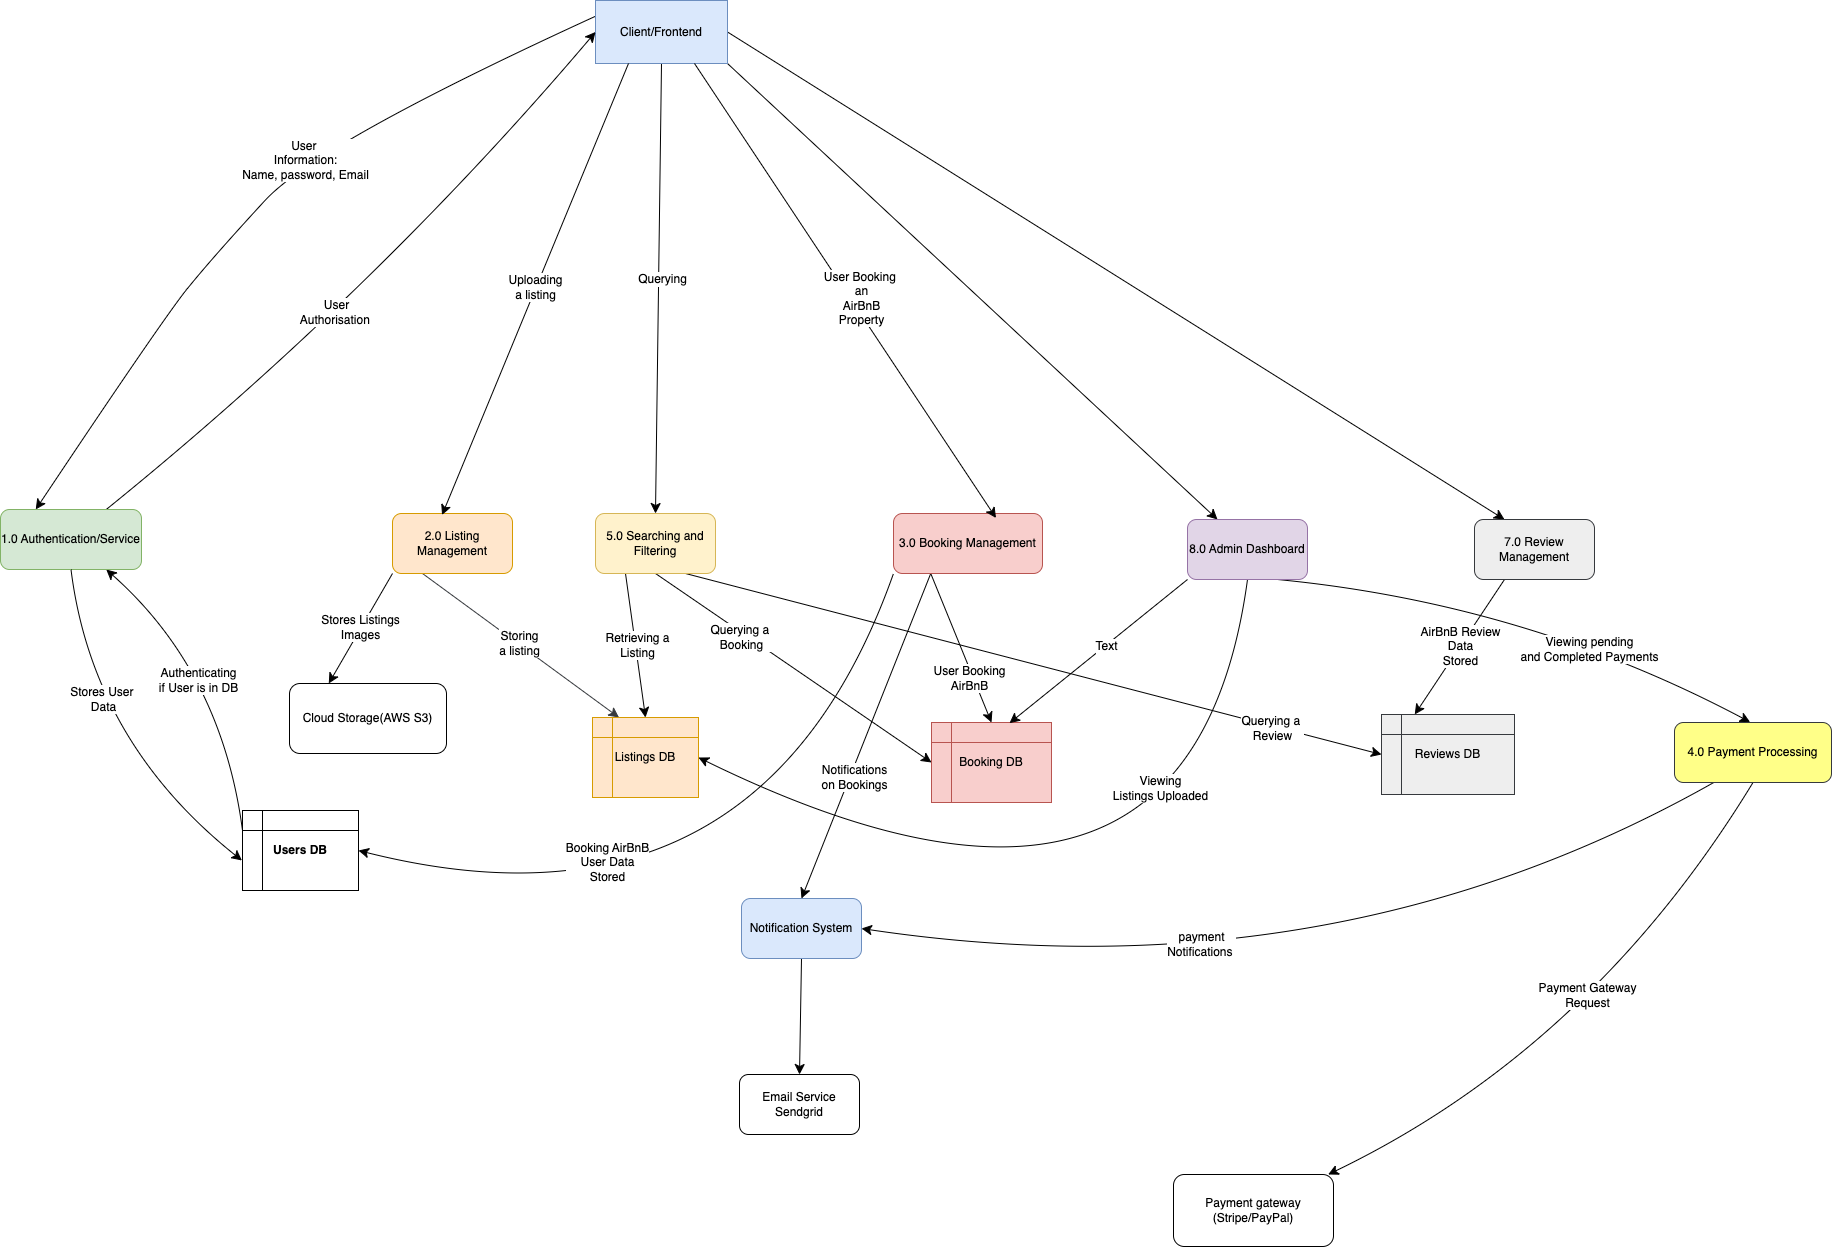 Client/Frontend
User
Information:
Name, password, Email
User
Authorisation
Uploading
a listing
Querying
User Booking
an
AirBnB
Property
1.0 Authentication/Service
2.0 Listing
Management
5.0 Searching and
Filtering
3.0 Booking Management
8.0 Admin Dashboard
7.0 Review
Management
Stores Listings
Images
Storing
a listing
Retrieving a
Listing
Querying a
Booking
Text
AirBnB Review
Data
Stored
Viewing pending
and Completed Payments
Stores User
Data
Authenticating
if User is in DB
User Booking
AirBnB
Cloud Storage(AWS S3)
Listings DB
Booking DB
Querying a
Review
Reviews DB
4.0 Payment Processing
Notifications
on Bookings
Viewing
Listings Uploaded
Users DB
Booking AirBnB
User Data
Stored
Notification System
payment
Notifications
Payment Gateway
Request
Email Service
Sendgrid
Payment gateway
(Stripe/PayPal)